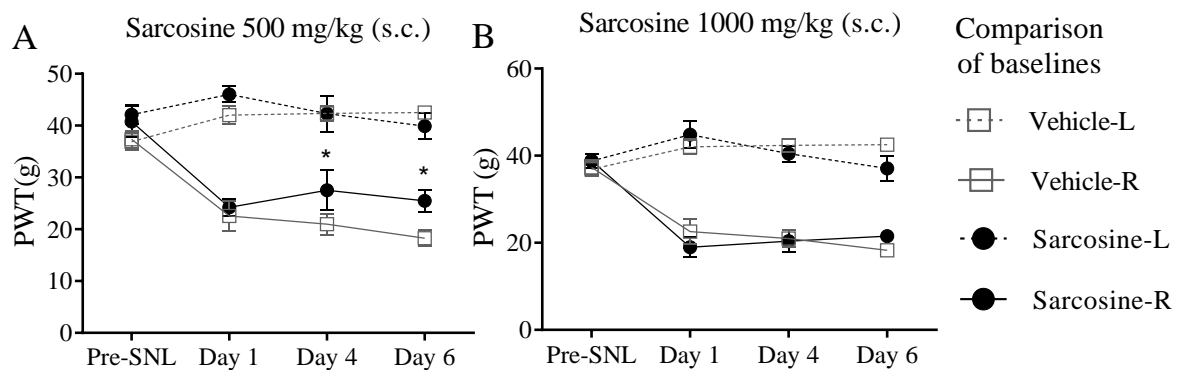 A
Sarcosine 500 mg/kg (s.c.)
PWT(g)
50
40
30
20
10
0
*
*
Pre-SNL Day 1 Day 4 Day 6
B
Sarcosine 1000 mg/kg (s.c.)
PWT (g)
60
40
20
0
Pre-SNL Day 1 Day 4 Day 6
Comparison
of baselines
Vehicle-L
Vehicle-R
Sarcosine-L
Sarcosine-R